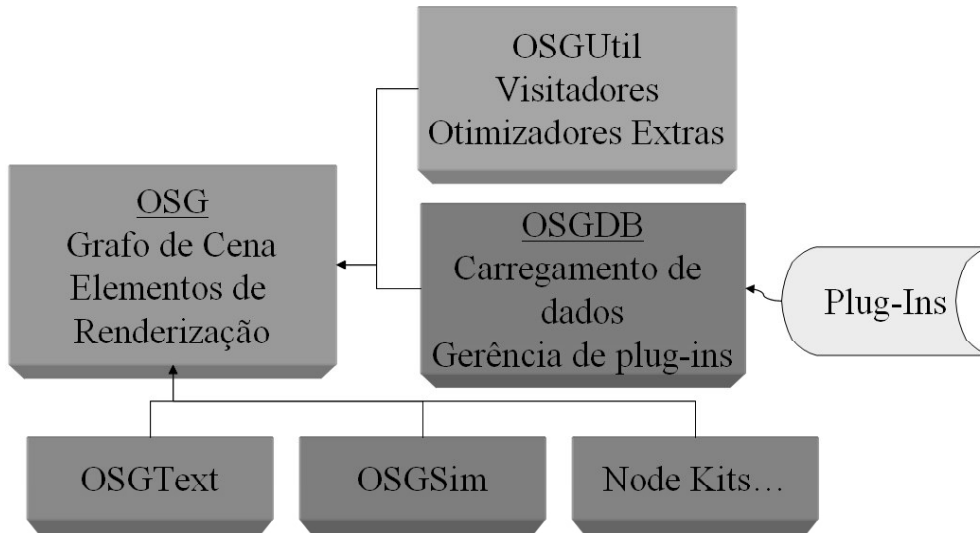 OSGUtil
Visitadores
Otimizadores Extras
OSG
Grafo de Cena
Elementos de
Renderização
OSGDB
Carregamento de
dados
Gerência de plug-ins
Plug-Ins
OSGText
OSGSim
Node Kits…